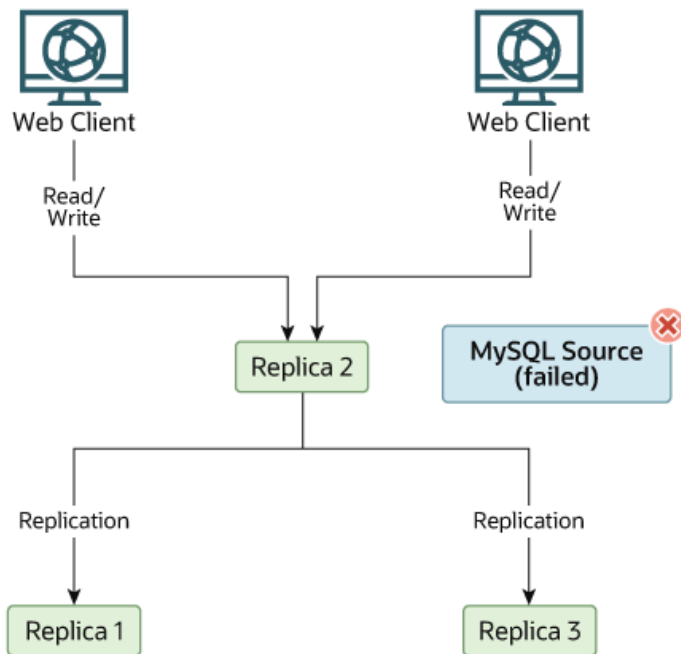 Web Client
Web Client
Read/
Write
Read/
Write
Replica 2
MySQL Source
(failed)
Replication
Replication
Replica 1
Replica 3